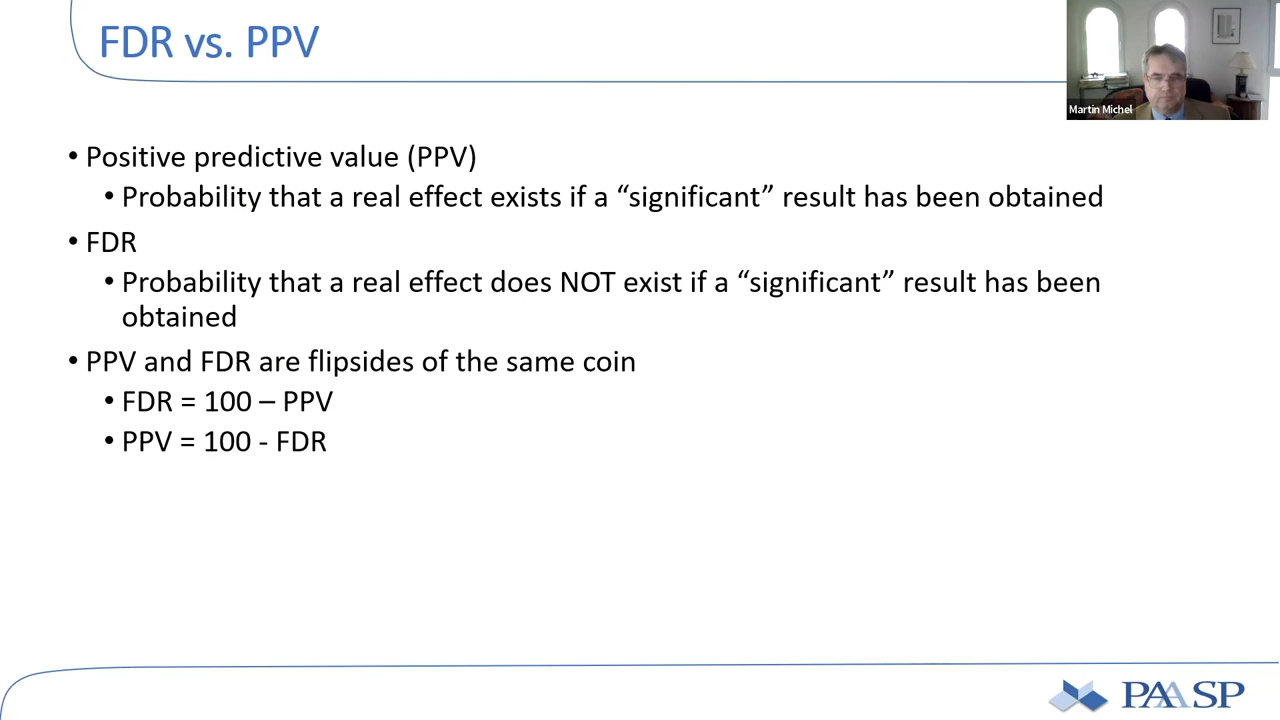 FDR vs. PPV
Martin Michel
• Positive predictive value (PPV)
• Probability that a real effect exists if a “significant” result has been obtained
• FDR
• Probability that a real effect does NOT exist if a “significant” result has been
obtained
• PPV and FDR are flipsides of the same coin
• FDR = 100 – PPV
• PPV = 100 - FDR
PAASP